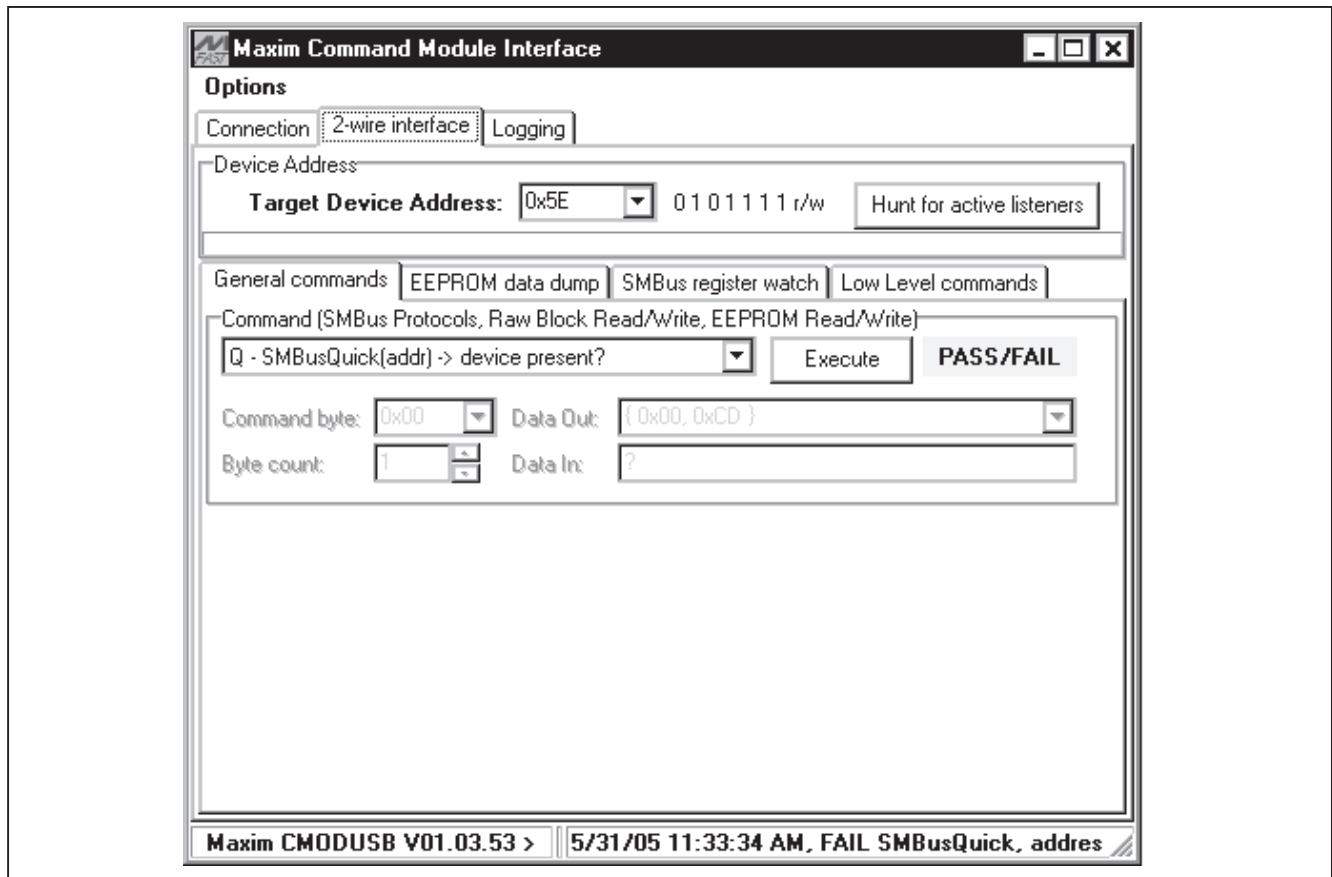 Maxim Command Module Interface
Options
Connection 2-wire interface Logging
Device Address
Target Device Address: 0x5E 0 1 0 1 1 1 1 r/w Hunt for active listeners
General commands EEPROM data dump SMBus register watch Low Level commands
Command (SMBus Protocols, Raw Block Read/Write, EEPROM Read/Write)
Q - SMBusQuick(addr) -> device present? Execute PASS/FAIL
Command byte: 0x00 Data Out: { 0x00, 0xCD }
Byte count: 1 Data In: ?
Maxim CMODUSB V01.03.53 > 5/31/05 11:33:34 AM, FAIL SMBusQuick, addres